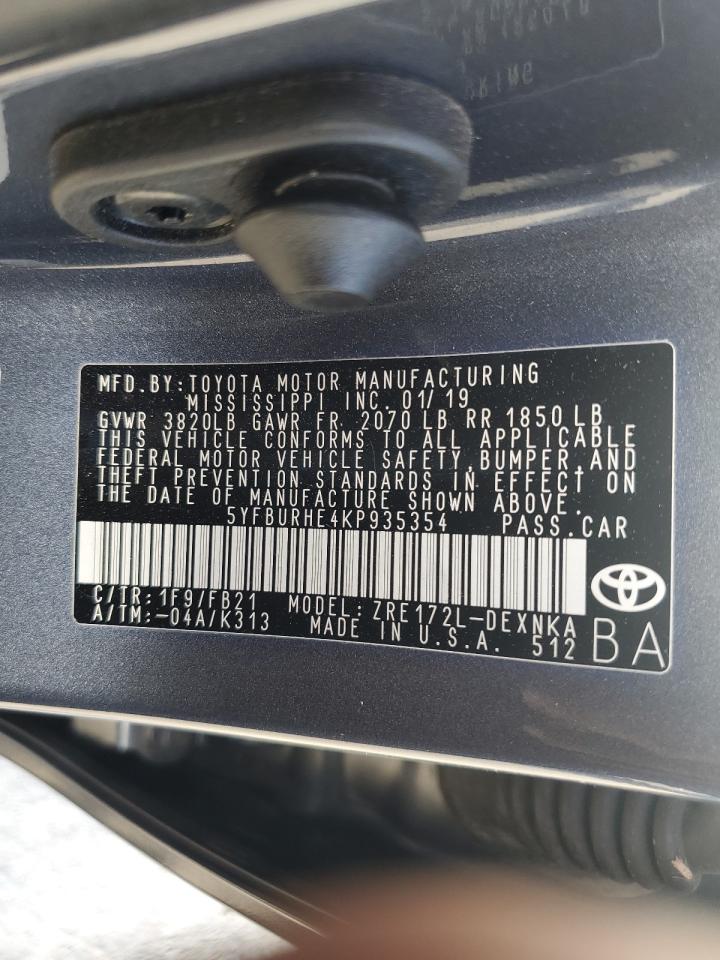 MFD.BY:TOYOTA MOTOR MANUFACTURING
MISSISSIPPI INC. 01/19
GVWR 3820LB GAWR FR. 2070 LB RR 1850 LB
THIS VEHICLE CONFORMS TO ALL APPLICABLE
FEDERAL MOTOR VEHICLE SAFETY,BUMPER,AND
THEFT PREVENTION STANDARDS IN EFFECT ON
THE DATE OF MANUFACTURE SHOWN ABOVE.
5YFBURHE4KP935354 PASS.CAR
C/TR:1F9/FB21 MODEL:ZRE172L-DEXNKA
A/TM:-04A/K313 MADE IN U.S.A. 512
BA